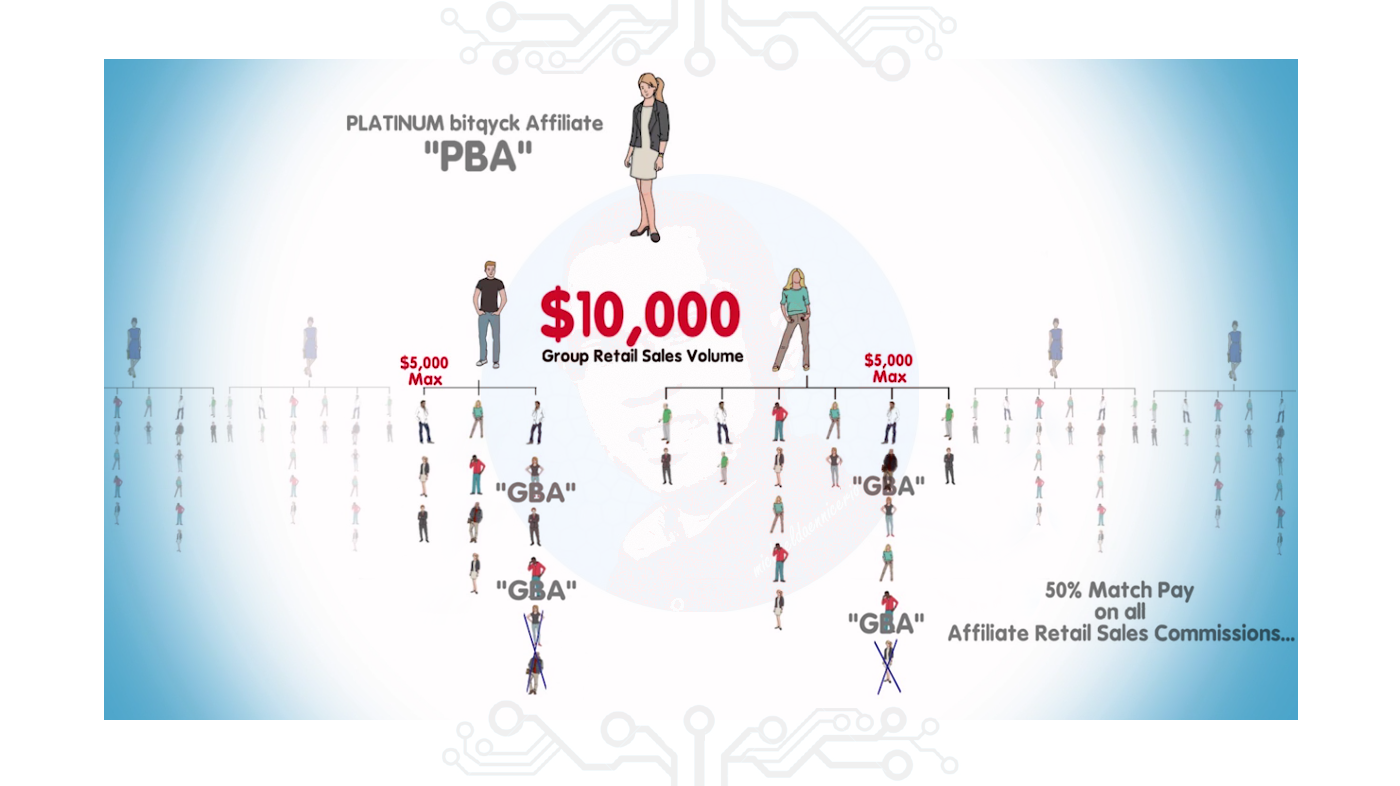 PLATINUM bitqyck Affiliate
"PBA"
$10,000
Group Retail Sales Volume
$5,000
Max
$5,000
Max
"GBA"
"GBA"
"GBA"
"GBA"
50% Match Pay
on all
Affiliate Retail Sales Commissions...